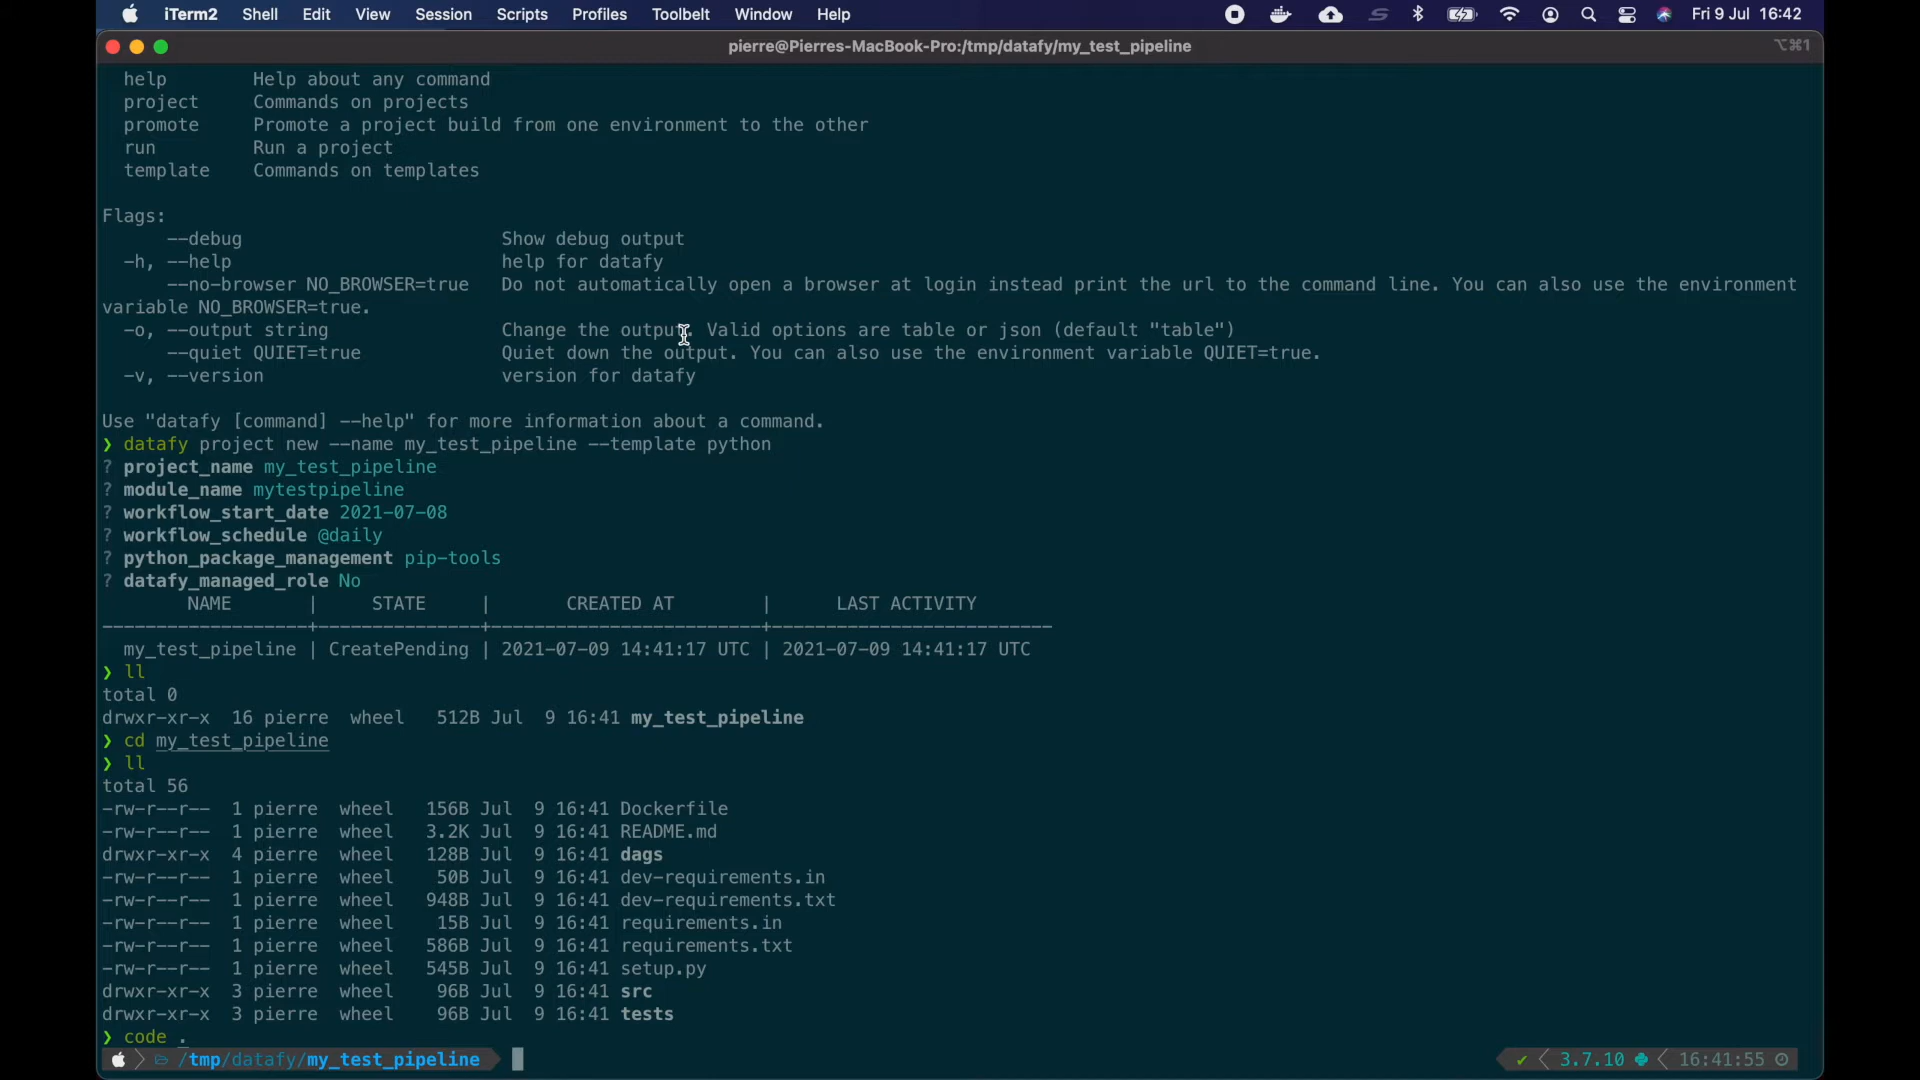 iTerm2 Shell Edit View Session Scripts Profiles Toolbelt Window Help Fri 9 Jul 16:42
pierre@Pierres-MacBook-Pro:/tmp/datafy/my_test_pipeline ⌥⌘1
help Help about any command
project Commands on projects
promote Promote a project build from one environment to the other
run Run a project
template Commands on templates
Flags:
--debug Show debug output
-h, --help help for datafy
--no-browser NO_BROWSER=true Do not automatically open a browser at login instead print the url to the command line. You can also use the environment
variable NO_BROWSER=true.
-o, --output string Change the output. Valid options are table or json (default "table")
--quiet QUIET=true Quiet down the output. You can also use the environment variable QUIET=true.
-v, --version version for datafy
Use "datafy [command] --help" for more information about a command.
❯ datafy project new --name my_test_pipeline --template python
? project_name my_test_pipeline
? module_name mytestpipeline
? workflow_start_date 2021-07-08
? workflow_schedule @daily
? python_package_management pip-tools
? datafy_managed_role No
NAME | STATE | CREATED AT | LAST ACTIVITY
-------------------+---------------+-------------------------+--------------------------
my_test_pipeline | CreatePending | 2021-07-09 14:41:17 UTC | 2021-07-09 14:41:17 UTC
❯ ll
total 0
drwxr-xr-x 16 pierre wheel 512B Jul 9 16:41 my_test_pipeline
❯ cd my_test_pipeline
❯ ll
total 56
-rw-r--r-- 1 pierre wheel 156B Jul 9 16:41 Dockerfile
-rw-r--r-- 1 pierre wheel 3.2K Jul 9 16:41 README.md
drwxr-xr-x 4 pierre wheel 128B Jul 9 16:41 dags
-rw-r--r-- 1 pierre wheel 50B Jul 9 16:41 dev-requirements.in
-rw-r--r-- 1 pierre wheel 948B Jul 9 16:41 dev-requirements.txt
-rw-r--r-- 1 pierre wheel 15B Jul 9 16:41 requirements.in
-rw-r--r-- 1 pierre wheel 586B Jul 9 16:41 requirements.txt
-rw-r--r-- 1 pierre wheel 545B Jul 9 16:41 setup.py
drwxr-xr-x 3 pierre wheel 96B Jul 9 16:41 src
drwxr-xr-x 3 pierre wheel 96B Jul 9 16:41 tests
❯ code .
/tmp/datafy/my_test_pipeline ✔ 3.7.10 16:41:55